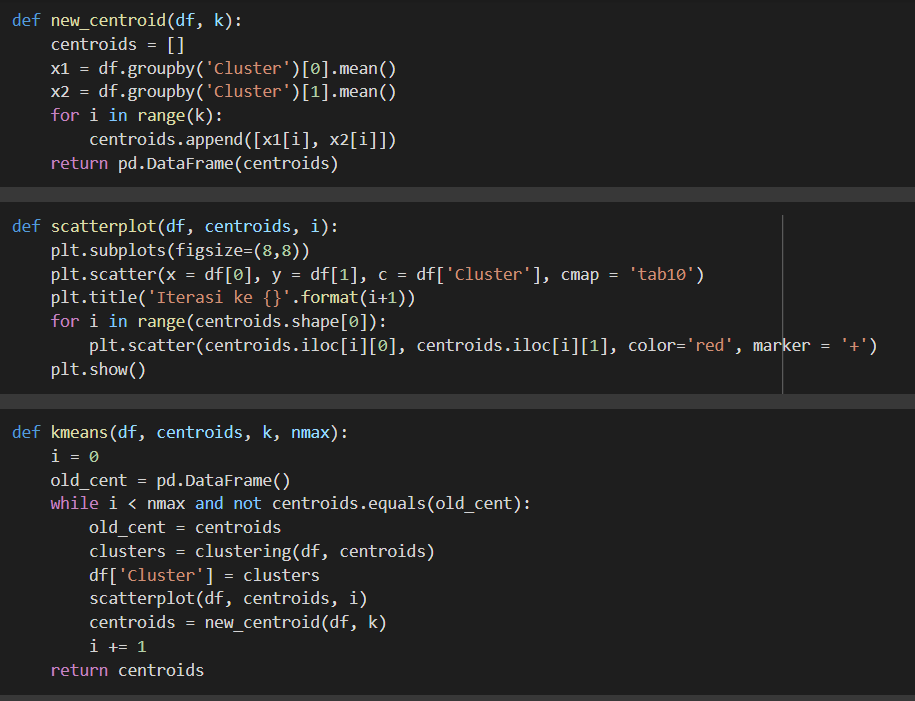 def new_centroid(df, k):
    centroids = []
    x1 = df.groupby('Cluster')[0].mean()
    x2 = df.groupby('Cluster')[1].mean()
    for i in range(k):
        centroids.append([x1[i], x2[i]])
    return pd.DataFrame(centroids)
def scatterplot(df, centroids, i):
    plt.subplots(figsize=(8,8))
    plt.scatter(x = df[0], y = df[1], c = df['Cluster'], cmap = 'tab10')
    plt.title('Iterasi ke {}'.format(i+1))
    for i in range(centroids.shape[0]):
        plt.scatter(centroids.iloc[i][0], centroids.iloc[i][1], color='red', marker = '+')
    plt.show()
def kmeans(df, centroids, k, nmax):
    i = 0
    old_cent = pd.DataFrame()
    while i < nmax and not centroids.equals(old_cent):
        old_cent = centroids
        clusters = clustering(df, centroids)
        df['Cluster'] = clusters
        scatterplot(df, centroids, i)
        centroids = new_centroid(df, k)
        i += 1
    return centroids